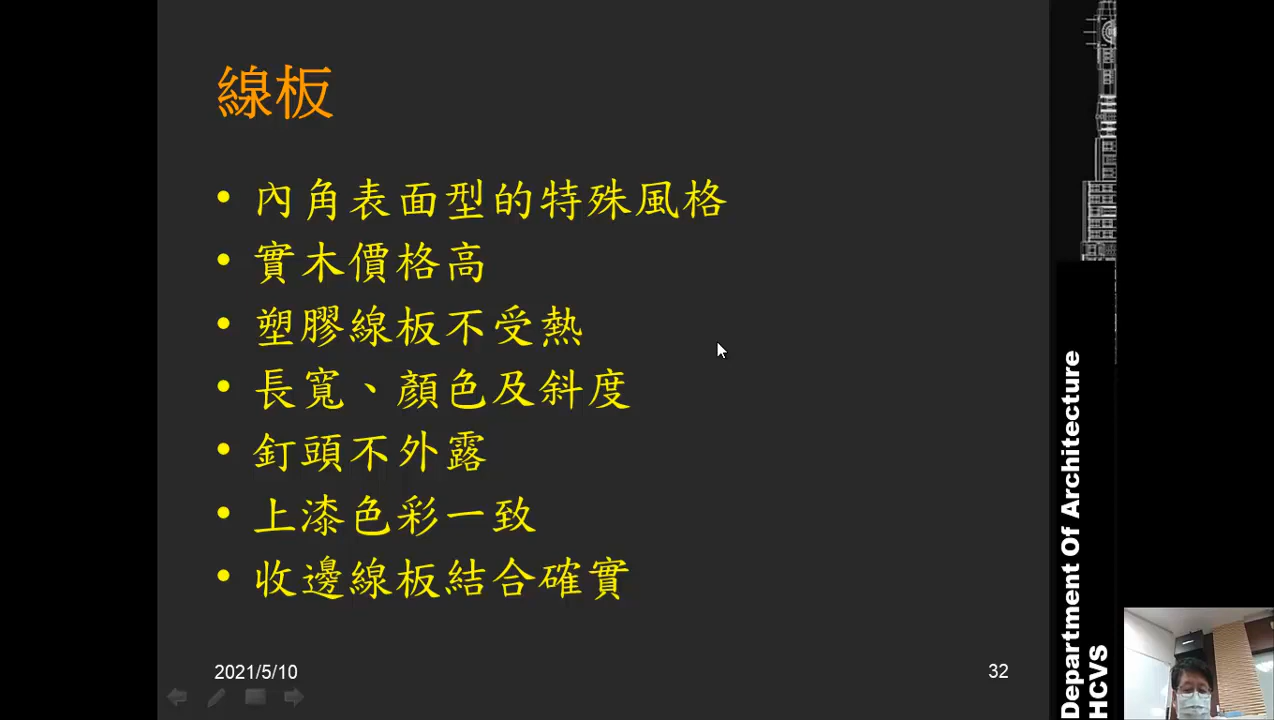 線板
• 內角表面型的特殊風格
• 實木價格高
• 塑膠線板不受熱
• 長寬、顏色及斜度
• 釘頭不外露
• 上漆色彩一致
• 收邊線板結合確實
2021/5/10
32
Department Of Architecture
HCVS